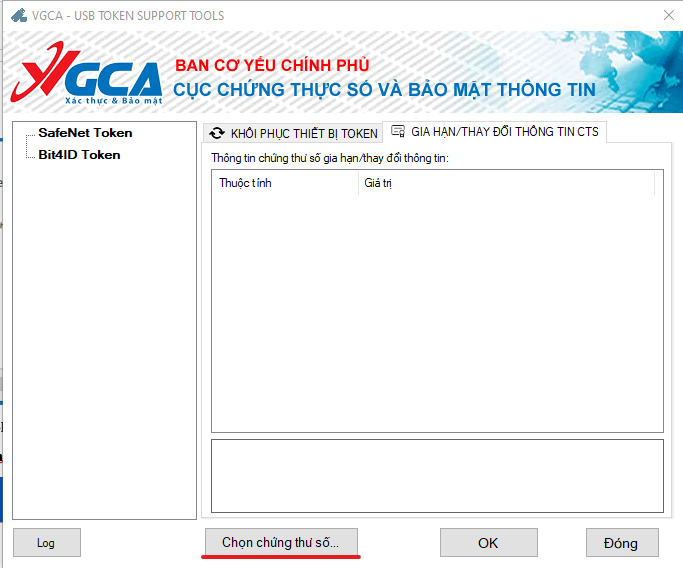 VGCA - USB TOKEN SUPPORT TOOLS
VGCA
Xác thực & Bảo mật
BAN CƠ YẾU CHÍNH PHỦ
CỤC CHỨNG THỰC SỐ VÀ BẢO MẬT THÔNG TIN
SafeNet Token
Bit4ID Token
KHÔI PHỤC THIẾT BỊ TOKEN
GIA HẠN/THAY ĐỔI THÔNG TIN CTS
Thông tin chứng thư số gia hạn/thay đổi thông tin:
Thuộc tính
Giá trị
Log
Chọn chứng thư số...
OK
Đóng